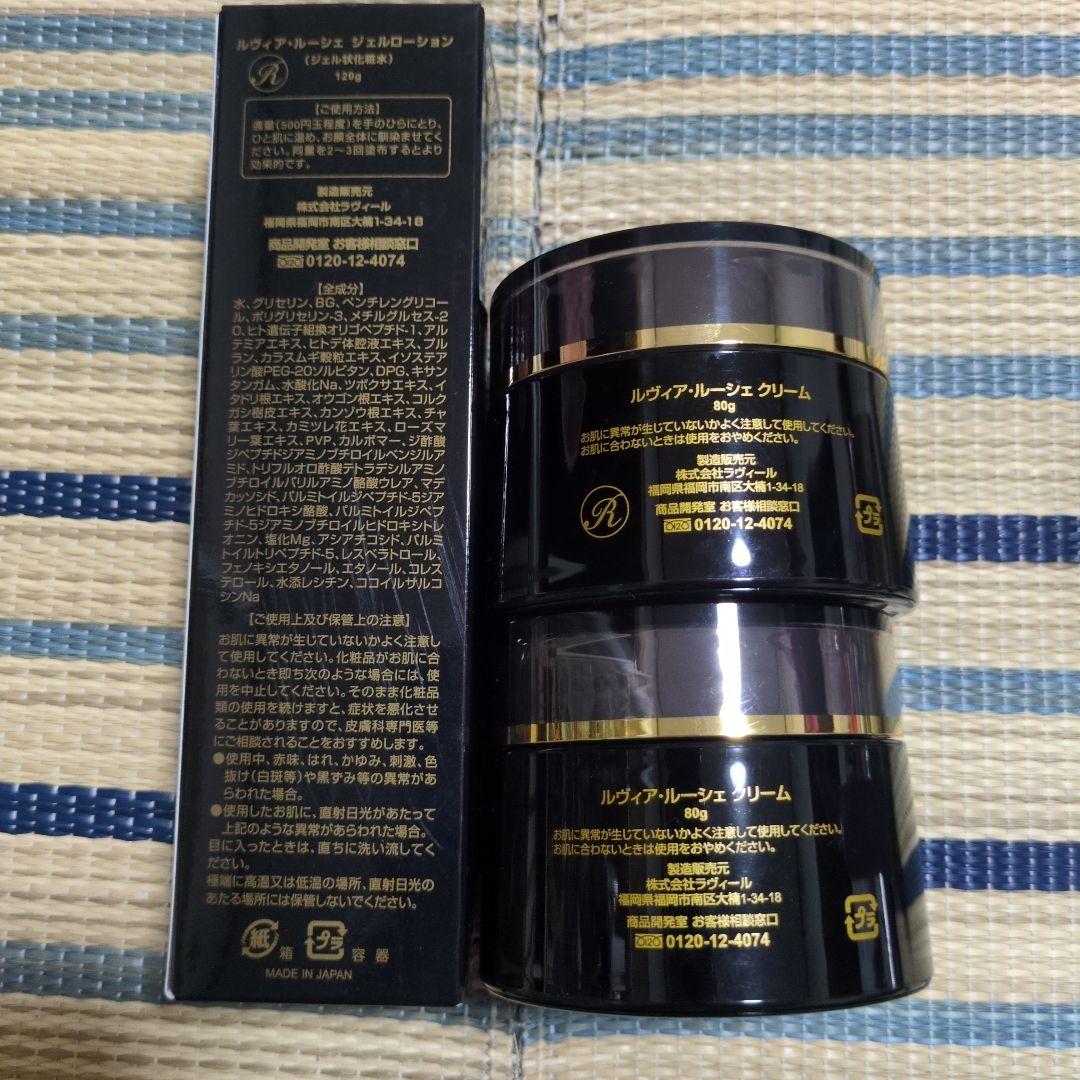 ルヴィア・ルーシェ ジェルローション
(ジェル状化粧水)
R
120g
【ご使用方法】
適量(500円玉程度)を手のひらにとり、
ひと肌に温め、お顔全体に馴染ませてく
ださい。同量を2〜3回塗布するとより
効果的です。
製造販売元
株式会社ラヴィール
福岡県福岡市南区大楠1-34-18
商品開発室 お客様相談窓口
0120-12-4074
【全成分】
水、グリセリン、BG、ペンチレングリコー
ル、ポリグリセリン-3、メチルグルセス-2
0、ヒト遺伝子組換オリゴペプチド-1、アル
テミアエキス、ヒトデ体腔液エキス、プル
ラン、カラスムギ穀粒エキス、イソステア
リン酸PEG-20ソルビタン、DPG、キサン
タンガム、水酸化Na、ツボクサエキス、イ
タドリ根エキス、オウゴン根エキス、コルク
ガシ樹皮エキス、カンゾウ根エキス、チャ
葉エキス、カミツレ花エキス、ローズマ
リー葉エキス、PVP、カルボマー、ジ酢酸
ジペプチドジアミノブチロイルベンジルア
ミド、トリフルオロ酢酸テトラデシルアミノ
ブチロイルバリルアミノ酪酸ウレア、マデ
カッソシド、パルミトイルジペプチド-5ジア
ミノヒドロキシ酪酸、パルミトイルジペプ
チド-5ジアミノブチロイルヒドロキシトレ
オニン、塩化Mg、アシアチコシド、パルミ
トイルトリペプチド-5、レスベラトロール、
フェノキシエタノール、エタノール、コレス
テロール、水添レシチン、ココイルサルコ
シンNa
【ご使用上及び保管上の注意】
お肌に異常が生じていないかよく注意し
て使用してください。化粧品がお肌に合
わないとき即ち次のような場合には、使
用を中止してください。そのまま化粧品
類の使用を続けますと、症状を悪化させ
ることがありますので、皮膚科専門医等
にご相談されることをおすすめします。
●使用中、赤味、はれ、かゆみ、刺激、色
抜け(白斑等)や黒ずみ等の異常があ
らわれた場合。
●使用したお肌に、直射日光があたって
上記のような異常があらわれた場合。
目に入ったときは、直ちに洗い流してく
ださい。
極端に高温又は低温の場所、直射日光の
あたる場所には保管しないでください。
紙 箱 プラ 容器
MADE IN JAPAN
ルヴィア・ルーシェ クリーム
80g
お肌に異常が生じていないかよく注意して使用してください。
お肌に合わないときは使用をおやめください。
製造販売元
株式会社ラヴィール
福岡県福岡市南区大楠1-34-18
商品開発室 お客様相談窓口
0120-12-4074
R
プラ
ルヴィア・ルーシェ クリーム
80g
お肌に異常が生じていないかよく注意して使用してください。
お肌に合わないときは使用をおやめください。
製造販売元
株式会社ラヴィール
福岡県福岡市南区大楠1-34-18
商品開発室 お客様相談窓口
0120-12-4074
プラ